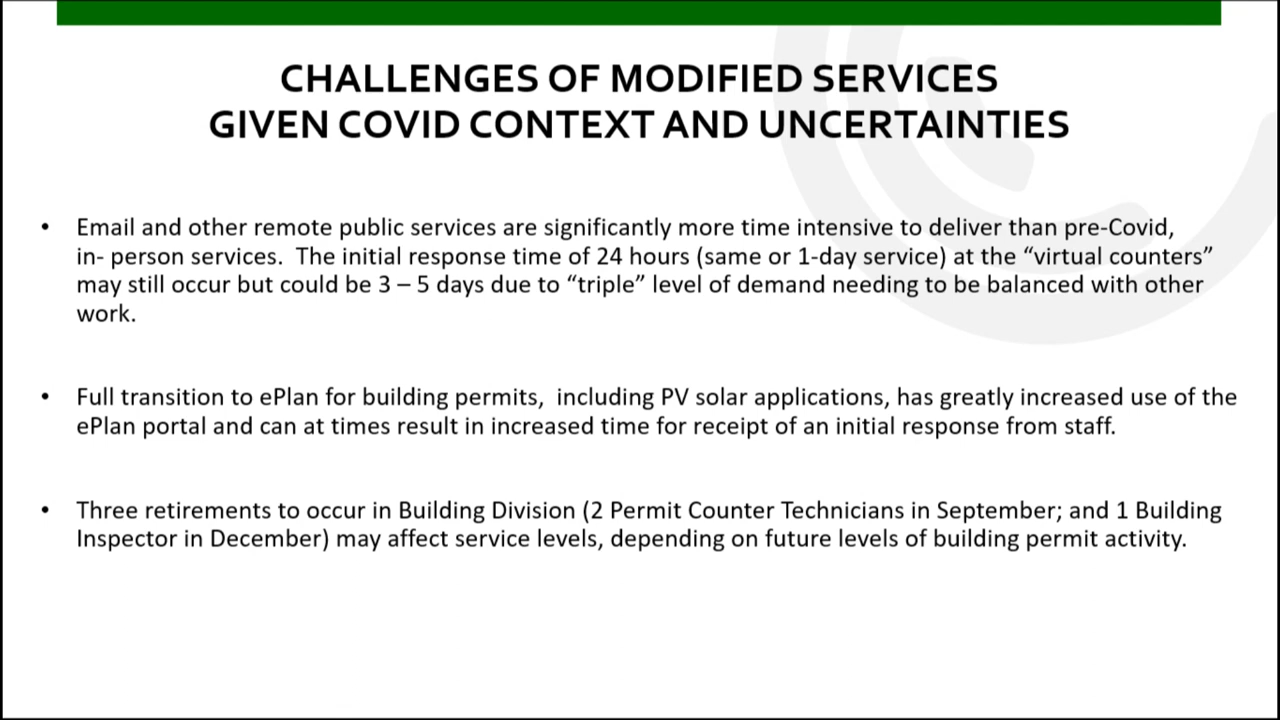 CHALLENGES OF MODIFIED SERVICES
GIVEN COVID CONTEXT AND UNCERTAINTIES
• Email and other remote public services are significantly more time intensive to deliver than pre-Covid,
in- person services.  The initial response time of 24 hours (same or 1-day service) at the “virtual counters”
may still occur but could be 3 – 5 days due to “triple” level of demand needing to be balanced with other
work.
• Full transition to ePlan for building permits,  including PV solar applications, has greatly increased use of the
ePlan portal and can at times result in increased time for receipt of an initial response from staff.
• Three retirements to occur in Building Division (2 Permit Counter Technicians in September; and 1 Building
Inspector in December) may affect service levels, depending on future levels of building permit activity.